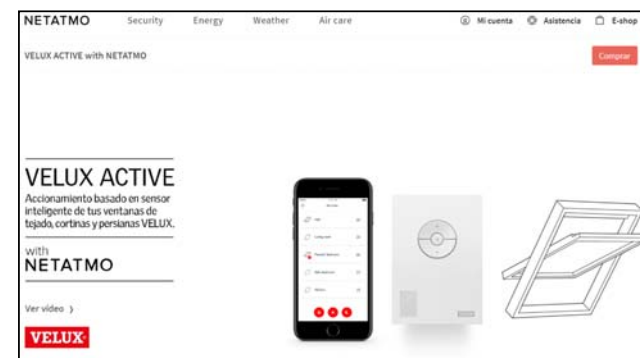 NETATMO Security Energy Weather Air care Mi cuenta Asistencia E-shop
VELUX ACTIVE with NETATMO Comprar
VELUX ACTIVE
Accionamiento basado en sensor
inteligente de tus ventanas de
tejado, cortinas y persianas VELUX.
with
NETATMO
Ver vídeo
VELUX